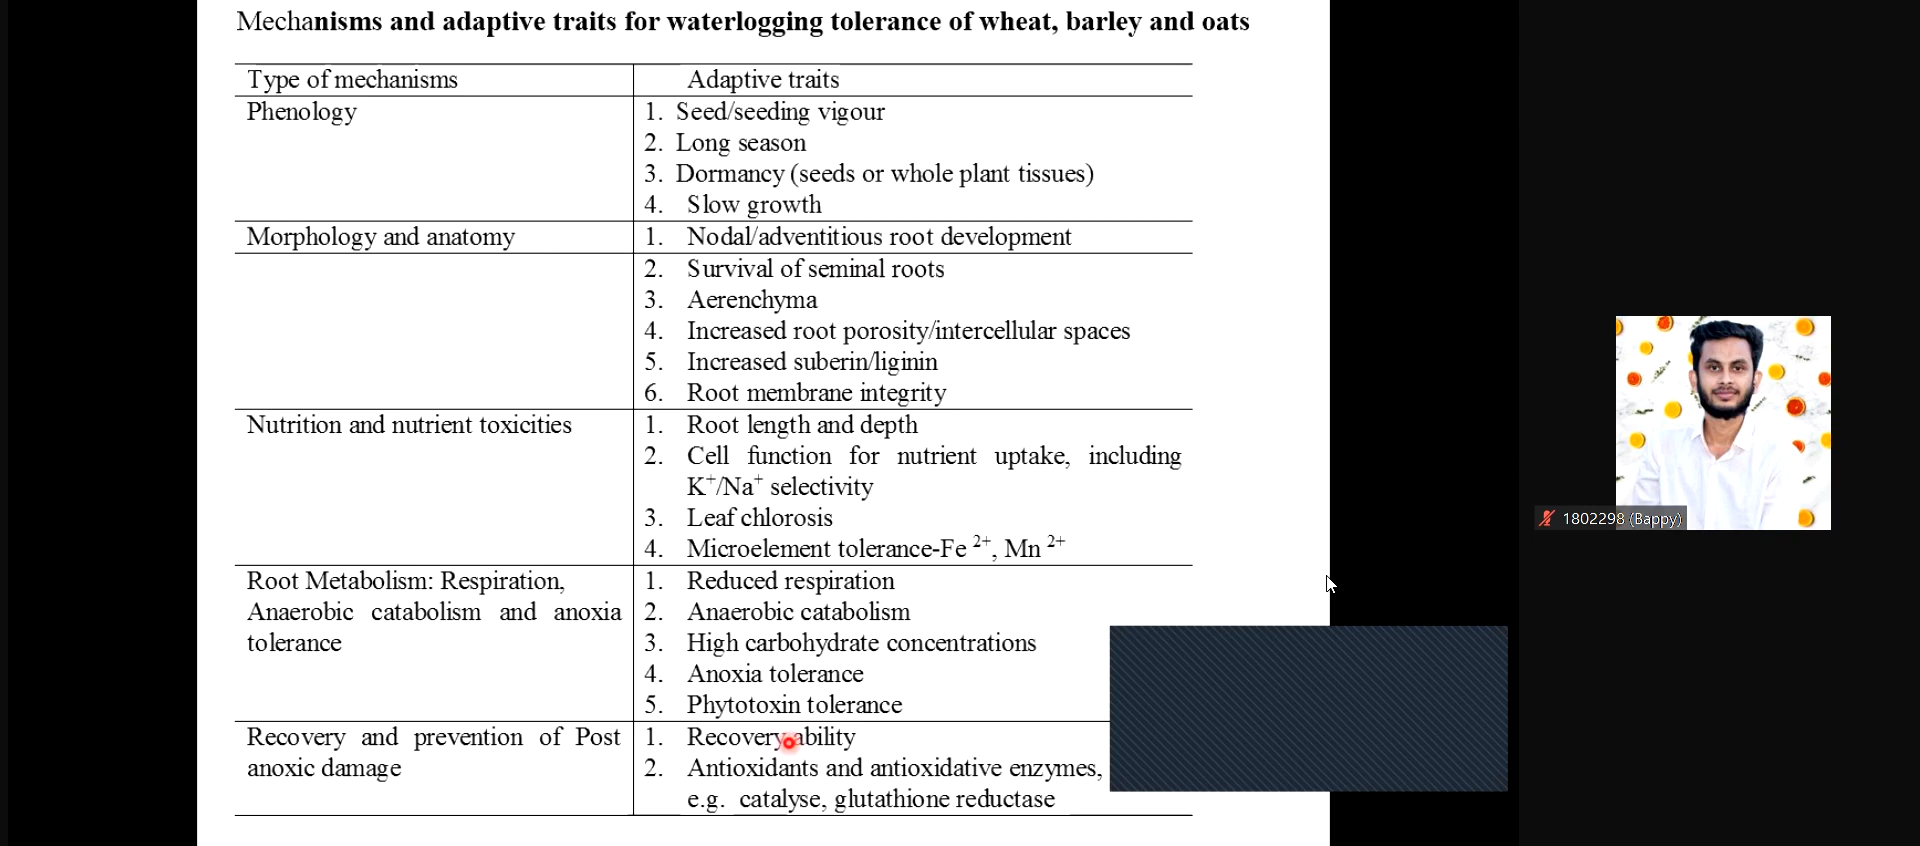 Mechanisms and adaptive traits for waterlogging tolerance of wheat, barley and oats
Type of mechanisms
Adaptive traits
Phenology
1. Seed/seeding vigour
2. Long season
3. Dormancy (seeds or whole plant tissues)
4. Slow growth
Morphology and anatomy
1. Nodal/adventitious root development
2. Survival of seminal roots
3. Aerenchyma
4. Increased root porosity/intercellular spaces
5. Increased suberin/liginin
6. Root membrane integrity
Nutrition and nutrient toxicities
1. Root length and depth
2. Cell function for nutrient uptake, including
K⁺/Na⁺ selectivity
3. Leaf chlorosis
4. Microelement tolerance-Fe ²⁺, Mn ²⁺
Root Metabolism: Respiration,
Anaerobic catabolism and anoxia
tolerance
1. Reduced respiration
2. Anaerobic catabolism
3. High carbohydrate concentrations
4. Anoxia tolerance
5. Phytotoxin tolerance
Recovery and prevention of Post
anoxic damage
1. Recovery ability
2. Antioxidants and antioxidative enzymes,
e.g. catalyse, glutathione reductase
1802298 (Bappy)